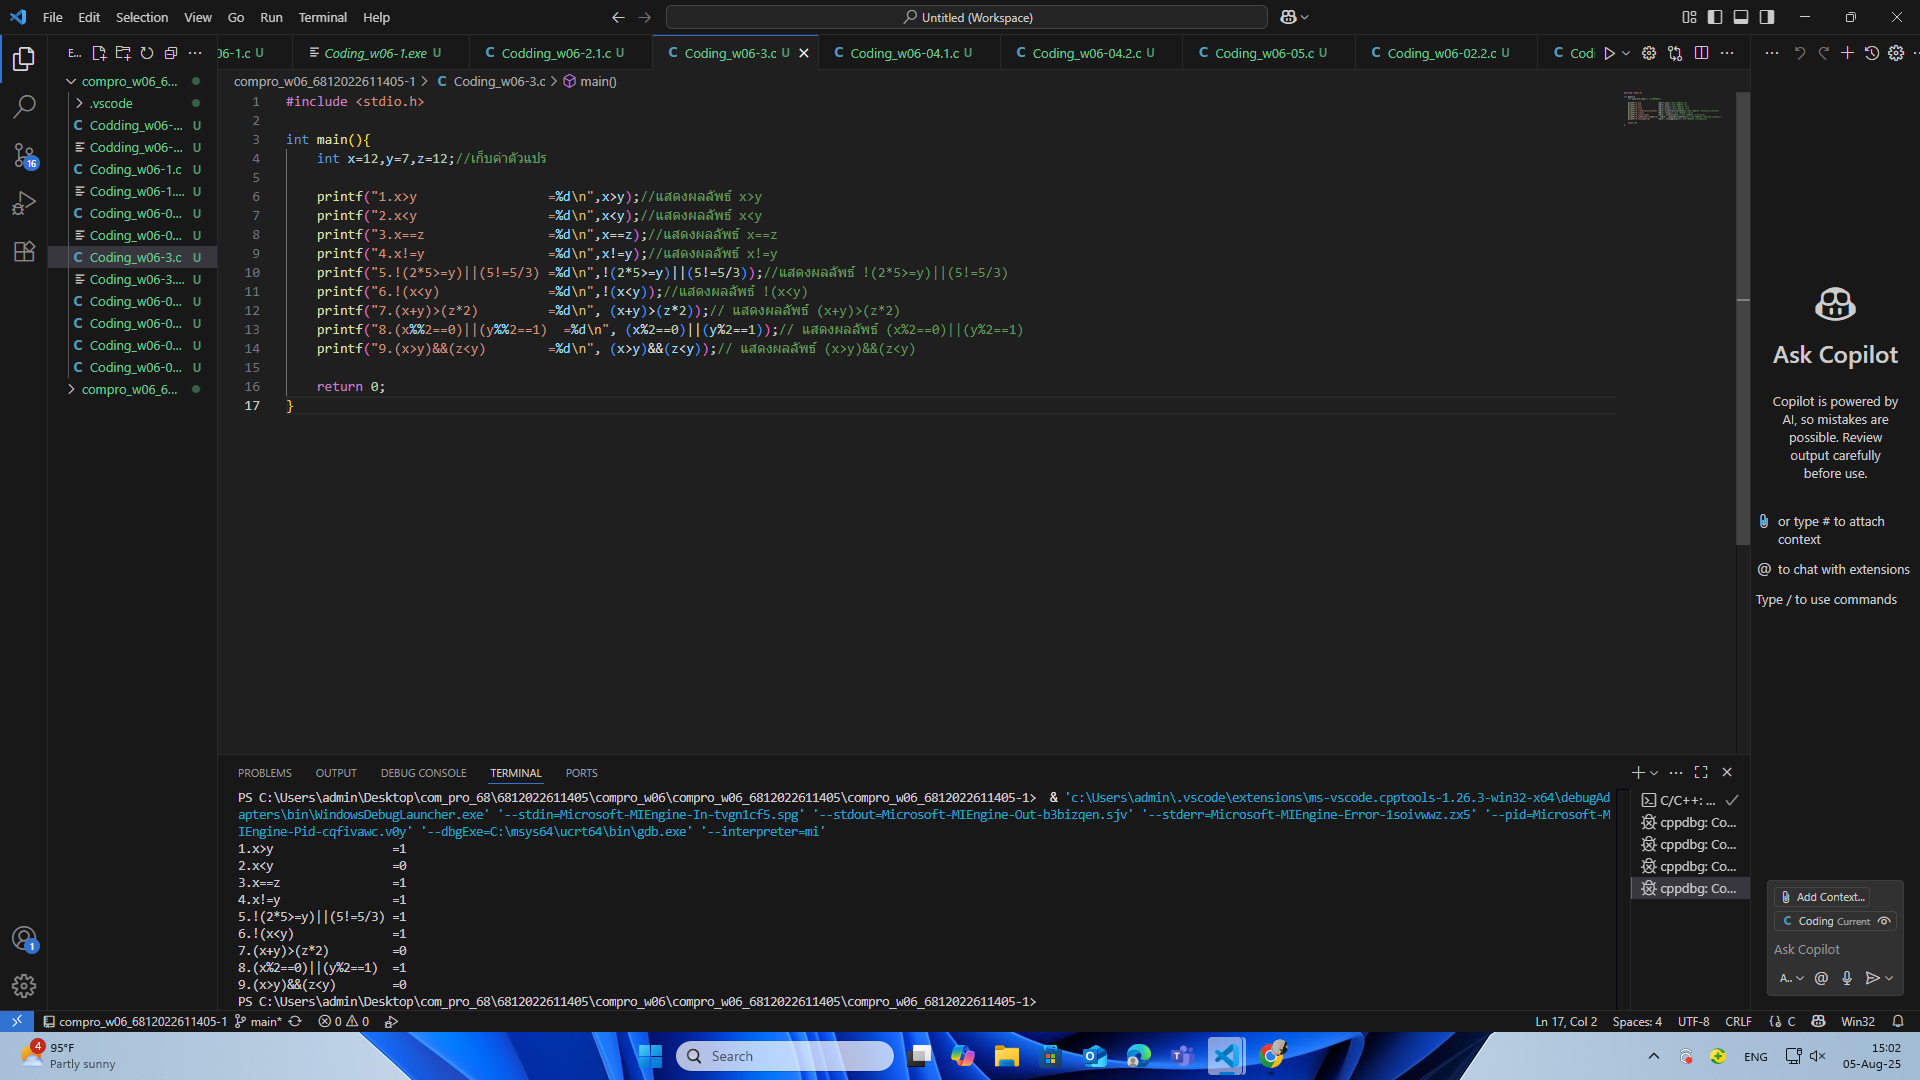 File Edit Selection View Go Run Terminal Help
Untitled (Workspace)
E...
06-1.c U
Coding_w06-1.exe U
Codding_w06-2.1.c U
Coding_w06-3.c U
Coding_w06-04.1.c U
Coding_w06-04.2.c U
Coding_w06-05.c U
Coding_w06-02.2.c U
Codi
compro_w06_6...
.vscode
Codding_w06-... U
Codding_w06-... U
Coding_w06-1.c U
Coding_w06-1.... U
Coding_w06-0... U
Coding_w06-0... U
Coding_w06-3.c U
Coding_w06-3.... U
Coding_w06-0... U
Coding_w06-0... U
Coding_w06-0... U
Coding_w06-0... U
compro_w06_6...
16
1
compro_w06_6812022611405-1 > C Coding_w06-3.c > main()
1 #include <stdio.h>
2
3 int main(){
4 int x=12,y=7,z=12;//เก็บค่าตัวแปร
5
6 printf("1.x>y =%d\n",x>y);//แสดงผลลัพธ์ x>y
7 printf("2.x<y =%d\n",x<y);//แสดงผลลัพธ์ x<y
8 printf("3.x==z =%d\n",x==z);//แสดงผลลัพธ์ x==z
9 printf("4.x!=y =%d\n",x!=y);//แสดงผลลัพธ์ x!=y
10 printf("5.!(2*5>=y)||(5!=5/3) =%d\n",!(2*5>=y)||(5!=5/3));//แสดงผลลัพธ์ !(2*5>=y)||(5!=5/3)
11 printf("6.!(x<y) =%d\n",!(x<y));//แสดงผลลัพธ์ !(x<y)
12 printf("7.(x+y)>(z*2) =%d\n", (x+y)>(z*2));// แสดงผลลัพธ์ (x+y)>(z*2)
13 printf("8.(x%%2==0)||(y%%2==1) =%d\n", (x%2==0)||(y%2==1));// แสดงผลลัพธ์ (x%2==0)||(y%2==1)
14 printf("9.(x>y)&&(z<y) =%d\n", (x>y)&&(z<y));// แสดงผลลัพธ์ (x>y)&&(z<y)
15
16 return 0;
17 }
Ask Copilot
Copilot is powered by
AI, so mistakes are
possible. Review
output carefully
before use.
or type # to attach
context
@ to chat with extensions
Type / to use commands
Add Context...
C Coding Current
Ask Copilot
A..
PROBLEMS OUTPUT DEBUG CONSOLE TERMINAL PORTS
PS C:\Users\admin\Desktop\com_pro_68\6812022611405\compro_w06\compro_w06_6812022611405\compro_w06_6812022611405-1> & 'c:\Users\admin\.vscode\extensions\ms-vscode.cpptools-1.26.3-win32-x64\debugAd
apters\bin\WindowsDebugLauncher.exe' '--stdin=Microsoft-MIEngine-In-tvgn1cf5.spg' '--stdout=Microsoft-MIEngine-Out-b3bizqen.sjv' '--stderr=Microsoft-MIEngine-Error-1soivwwz.zx5' '--pid=Microsoft-M
IEngine-Pid-cqfivawc.v0y' '--dbgExe=C:\msys64\ucrt64\bin\gdb.exe' '--interpreter=mi'
1.x>y =1
2.x<y =0
3.x==z =1
4.x!=y =1
5.!(2*5>=y)||(5!=5/3) =1
6.!(x<y) =1
7.(x+y)>(z*2) =0
8.(x%2==0)||(y%2==1) =1
9.(x>y)&&(z<y) =0
PS C:\Users\admin\Desktop\com_pro_68\6812022611405\compro_w06\compro_w06_6812022611405\compro_w06_6812022611405-1>
C/C++: ...
cppdbg: Co...
cppdbg: Co...
cppdbg: Co...
cppdbg: Co...
compro_w06_6812022611405-1 main* 0 0
Ln 17, Col 2 Spaces: 4 UTF-8 CRLF C Win32
4
95°F
Partly sunny
Search
ENG
15:02
05-Aug-25